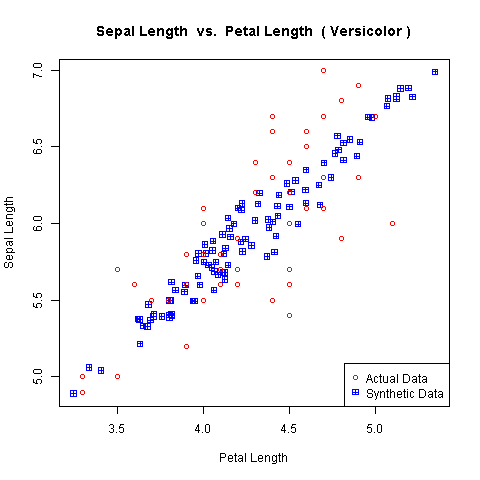 Sepal Length vs. Petal Length ( Versicolor )
7.0
6.5
6.0
5.5
5.0
Sepal Length
3.5 4.0 4.5 5.0
Petal Length
Actual Data
Synthetic Data